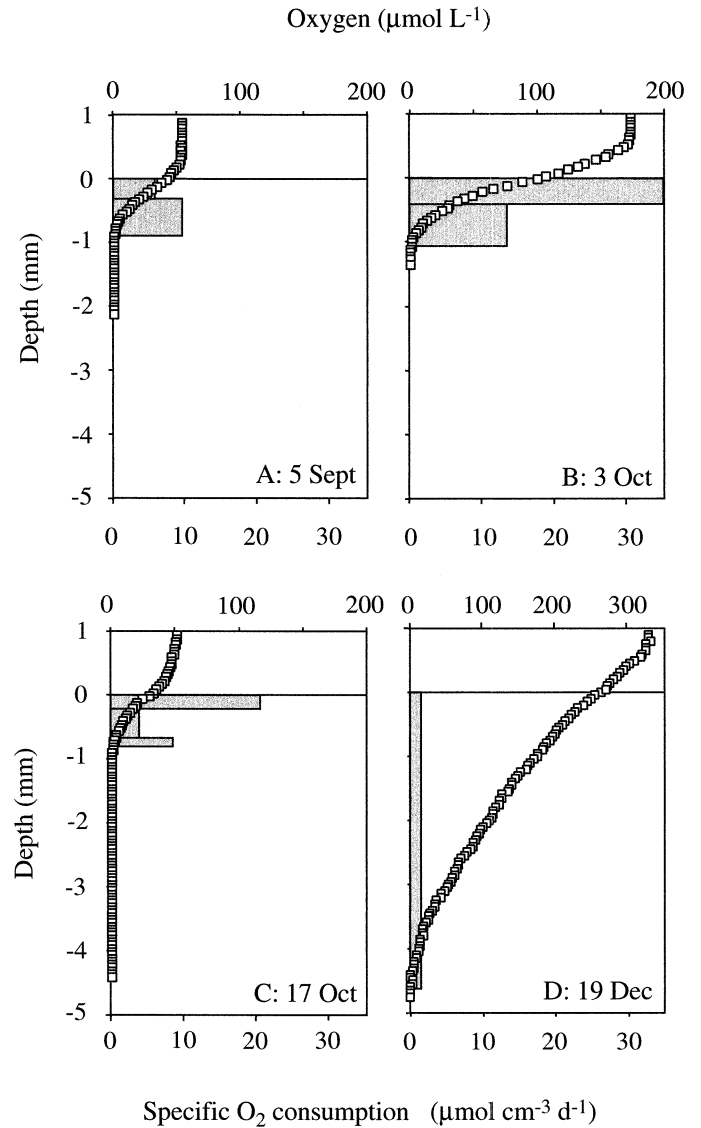 Oxygen (µmol L-1)
0 100 200 0 100 200
1
0
-1
-2
-3
-4
-5
Depth (mm)
A: 5 Sept B: 3 Oct
0 10 20 30 0 10 20 30
0 100 200 0 100 200 300
1
0
-1
-2
-3
-4
-5
Depth (mm)
C: 17 Oct D: 19 Dec
0 10 20 30 0 10 20 30
Specific O2 consumption (µmol cm-3 d-1)